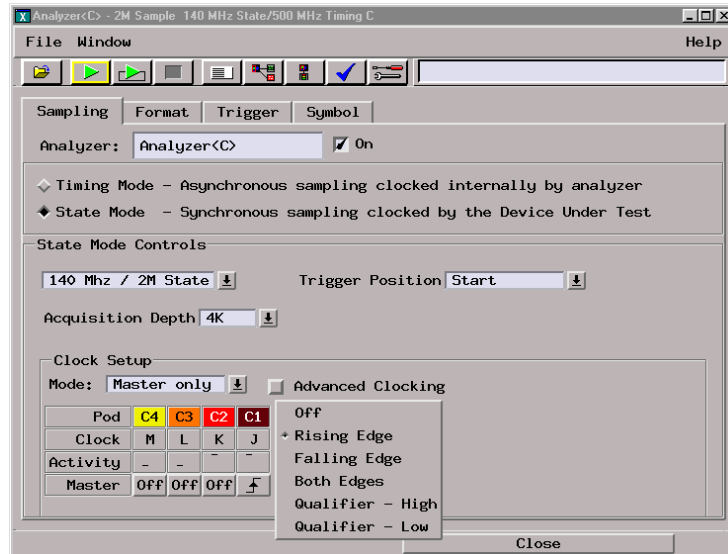 Analyzer<C> - 2M Sample 140 MHz State/500 MHz Timing C
File Window Help
Sampling Format Trigger Symbol
Analyzer: Analyzer<C> On
Timing Mode - Asynchronous sampling clocked internally by analyzer
State Mode - Synchronous sampling clocked by the Device Under Test
State Mode Controls
140 Mhz / 2M State Trigger Position Start
Acquisition Depth 4K
Clock Setup
Mode: Master only Advanced Clocking
Pod C4 C3 C2 C1
Clock M L K J
Activity
Master Off Off Off
Off
Rising Edge
Falling Edge
Both Edges
Qualifier - High
Qualifier - Low
Close